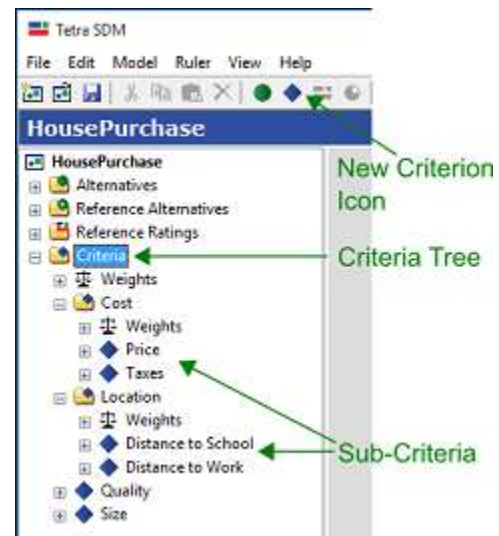 Tetra SDM
File Edit Model Ruler View Help
HousePurchase
HousePurchase
Alternatives
Reference Alternatives
Reference Ratings
Criteria
Weights
Cost
Weights
Price
Taxes
Location
Weights
Distance to School
Distance to Work
Quality
Size
New Criterion
Icon
Criteria Tree
Sub-Criteria